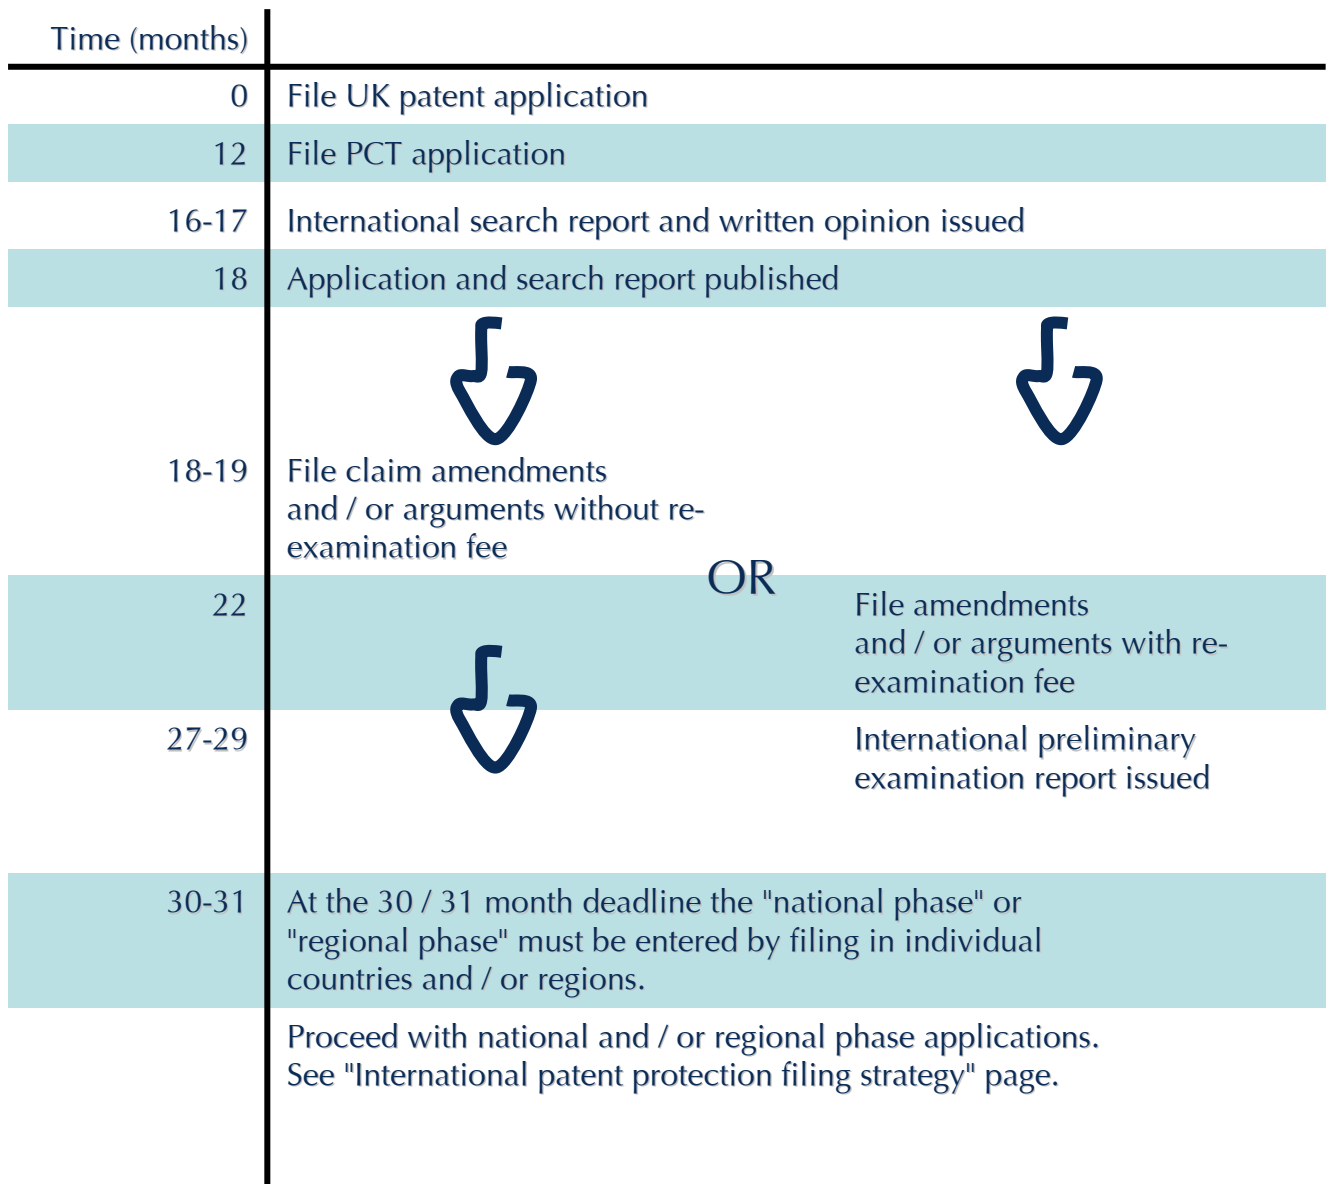 Time (months)
0 File UK patent application
12 File PCT application
16-17 International search report and written opinion issued
18 Application and search report published
18-19 File claim amendments
and / or arguments without re-
examination fee
OR
22 File amendments
and / or arguments with re-
examination fee
27-29 International preliminary
examination report issued
30-31 At the 30 / 31 month deadline the "national phase" or
"regional phase" must be entered by filing in individual
countries and / or regions.
Proceed with national and / or regional phase applications.
See "International patent protection filing strategy" page.